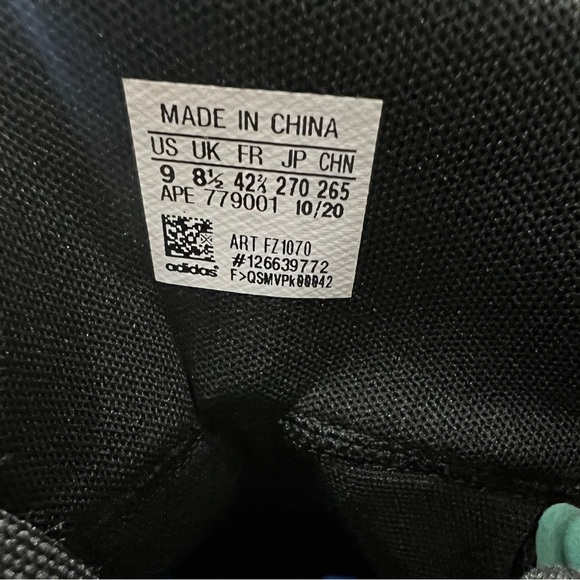 MADE IN CHINA
US UK FR JP CHN
9 8½ 42⅔ 270 265
APE 779001 10/20
ART FZ1070
#126639772
adidas